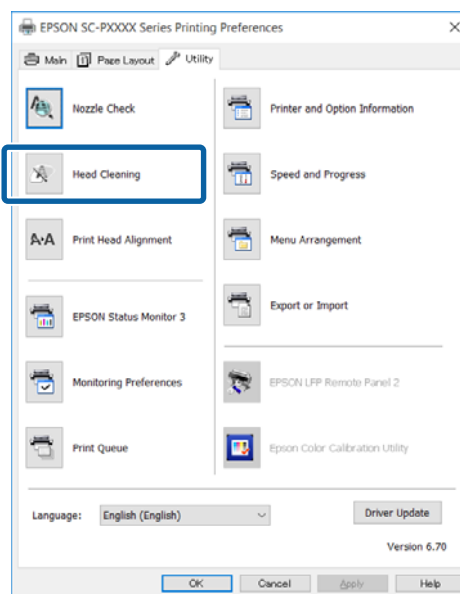 EPSON SC-PXXXX Series Printing Preferences
Main Page Layout Utility
Nozzle Check
Printer and Option Information
Head Cleaning
Speed and Progress
A·A Print Head Alignment
Menu Arrangement
EPSON Status Monitor 3
Export or Import
Monitoring Preferences
EPSON LFP Remote Panel 2
Print Queue
Epson Color Calibration Utility
Language: English (English)
Driver Update
Version 6.70
OK Cancel Apply Help